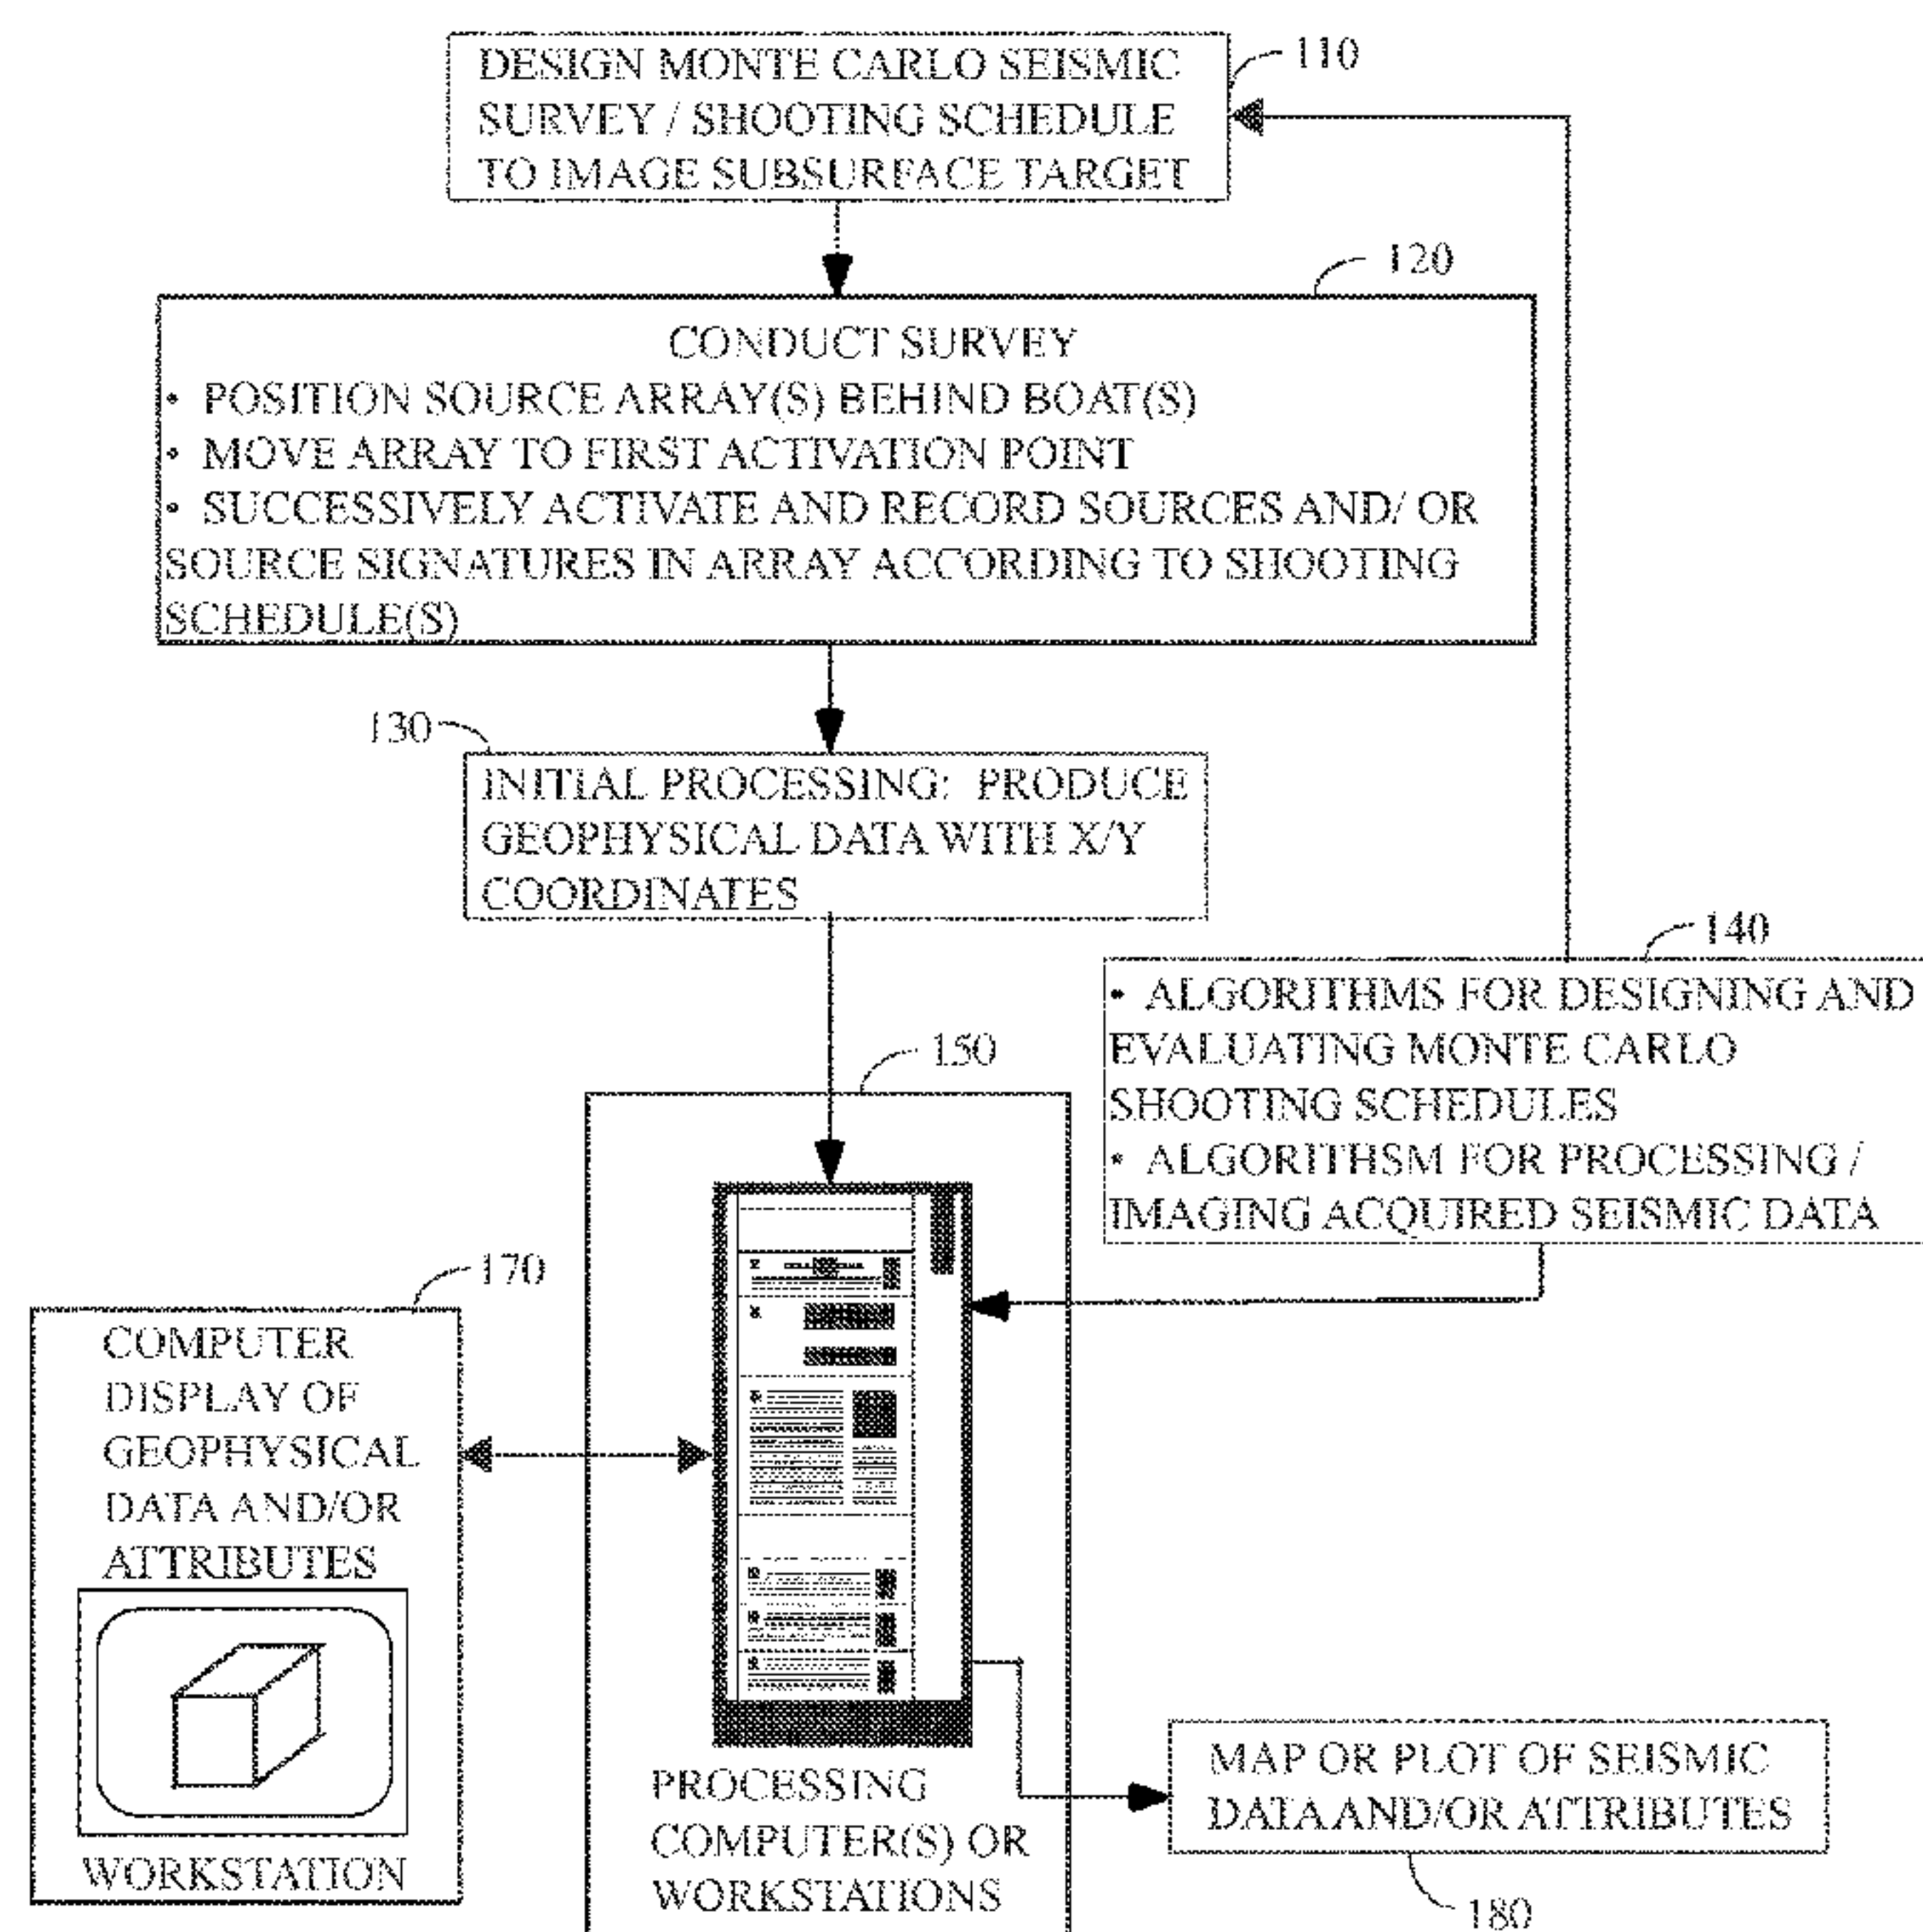 DESIGN MONTE CARLO SEISMIC
SURVEY / SHOOTING SCHEDULE
TO IMAGE SUBSURFACE TARGET
110
120
CONDUCT SURVEY
• POSITION SOURCE ARRAY(S) BEHIND BOAT(S)
• MOVE ARRAY TO FIRST ACTIVATION POINT
• SUCCESSIVELY ACTIVATE AND RECORD SOURCES AND/ OR
SOURCE SIGNATURES IN ARRAY ACCORDING TO SHOOTING
SCHEDULE(S)
130
INITIAL PROCESSING: PRODUCE
GEOPHYSICAL DATA WITH X/Y
COORDINATES
140
• ALGORITHMS FOR DESIGNING AND
EVALUATING MONTE CARLO
SHOOTING SCHEDULES
• ALGORITHSM FOR PROCESSING /
IMAGING ACQUIRED SEISMIC DATA
150
170
COMPUTER
DISPLAY OF
GEOPHYSICAL
DATA AND/OR
ATTRIBUTES
WORKSTATION
PROCESSING
COMPUTER(S) OR
WORKSTATIONS
MAP OR PLOT OF SEISMIC
DATA AND/OR ATTRIBUTES
180